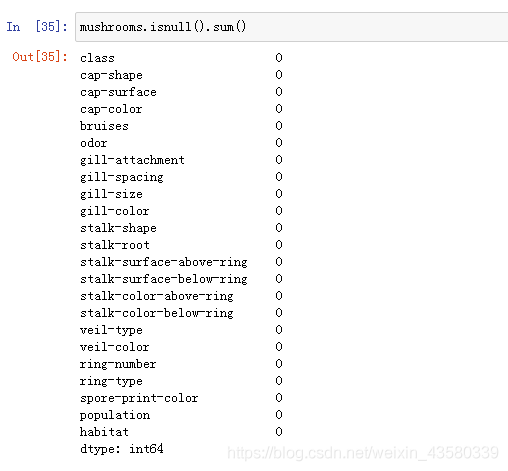 In [35]: mushrooms.isnull().sum()
Out[35]: class 0
cap-shape 0
cap-surface 0
cap-color 0
bruises 0
odor 0
gill-attachment 0
gill-spacing 0
gill-size 0
gill-color 0
stalk-shape 0
stalk-root 0
stalk-surface-above-ring 0
stalk-surface-below-ring 0
stalk-color-above-ring 0
stalk-color-below-ring 0
veil-type 0
veil-color 0
ring-number 0
ring-type 0
spore-print-color 0
population 0
habitat 0
dtype: int64
https://blog.csdn.net/weixin_43580339